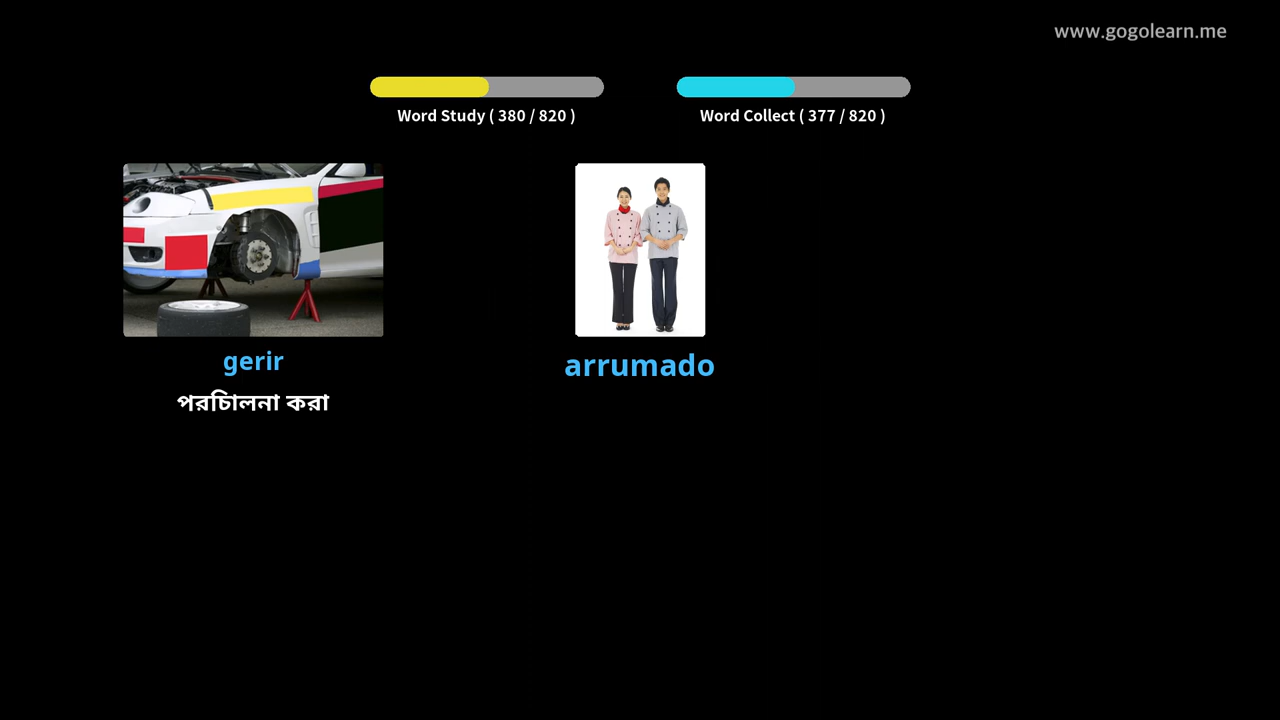 www.gogolearn.me
Word Study ( 380 / 820 )
Word Collect ( 377 / 820 )
gerir
পরিচালনা করা
arrumado